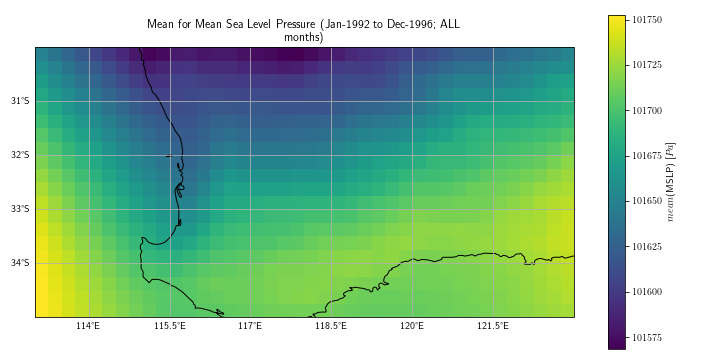 Mean for Mean Sea Level Pressure (Jan-1992 to Dec-1996; ALL
months)
31°S
32°S
33°S
34°S
114°E
115.5°E
117°E
118.5°E
120°E
121.5°E
101750
101725
101700
101675
101650
101625
101600
101575
mean(MSLP) [Pa]